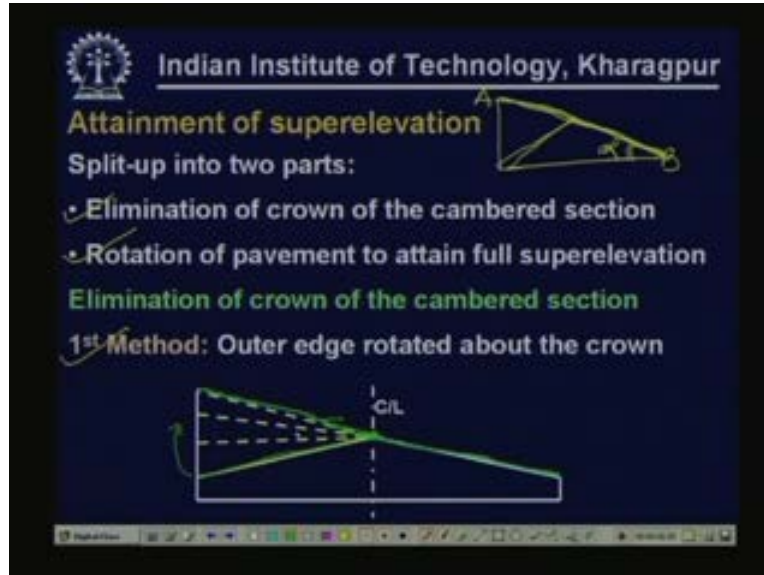 Indian Institute of Technology, Kharagpur
Attainment of superelevation
A
B
Split-up into two parts:
• Elimination of crown of the cambered section
• Rotation of pavement to attain full superelevation
Elimination of crown of the cambered section
1st Method: Outer edge rotated about the crown
C/L